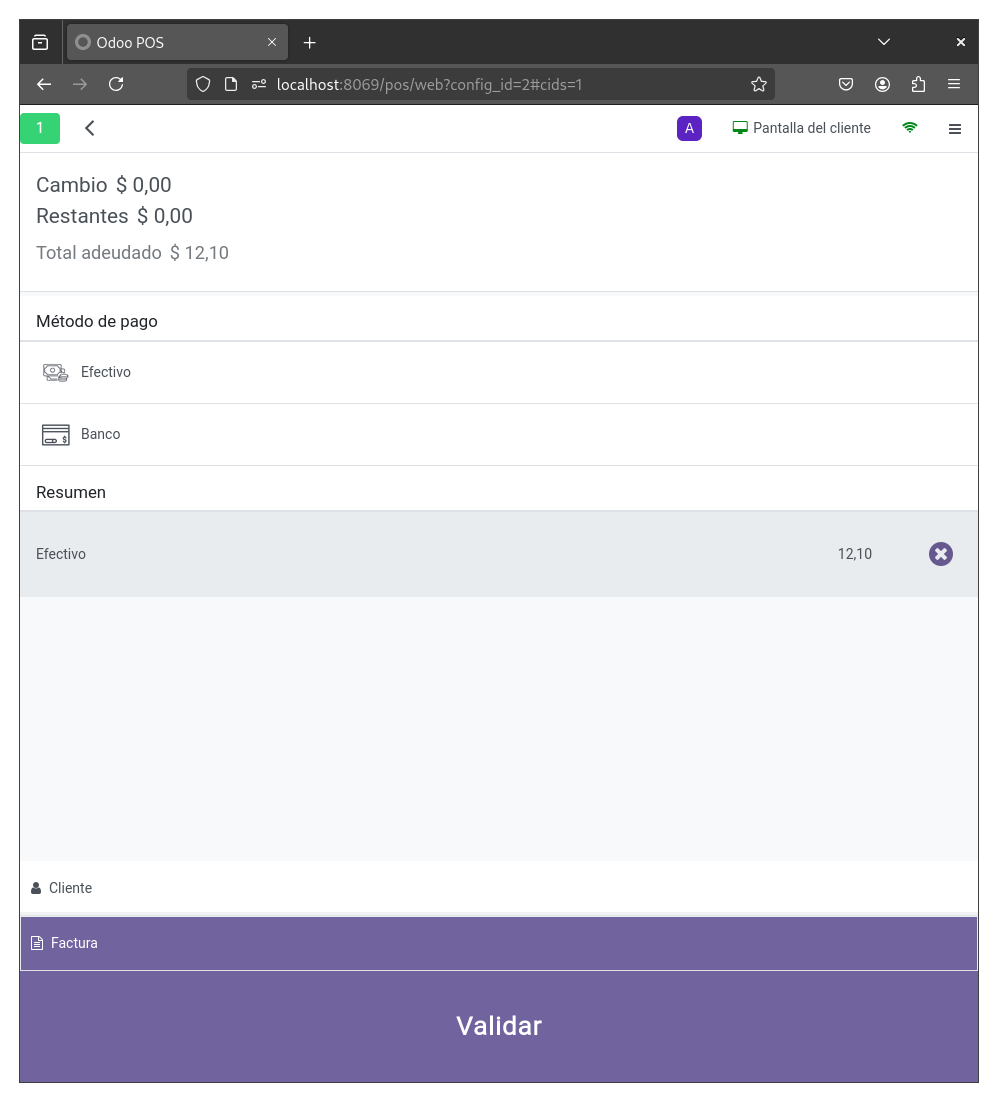 Odoo POS
localhost:8069/pos/web?config_id=2#cids=1
1
A
Pantalla del cliente
Cambio $ 0,00
Restantes $ 0,00
Total adeudado $ 12,10
Método de pago
Efectivo
Banco
Resumen
Efectivo 12,10
Cliente
Factura
Validar